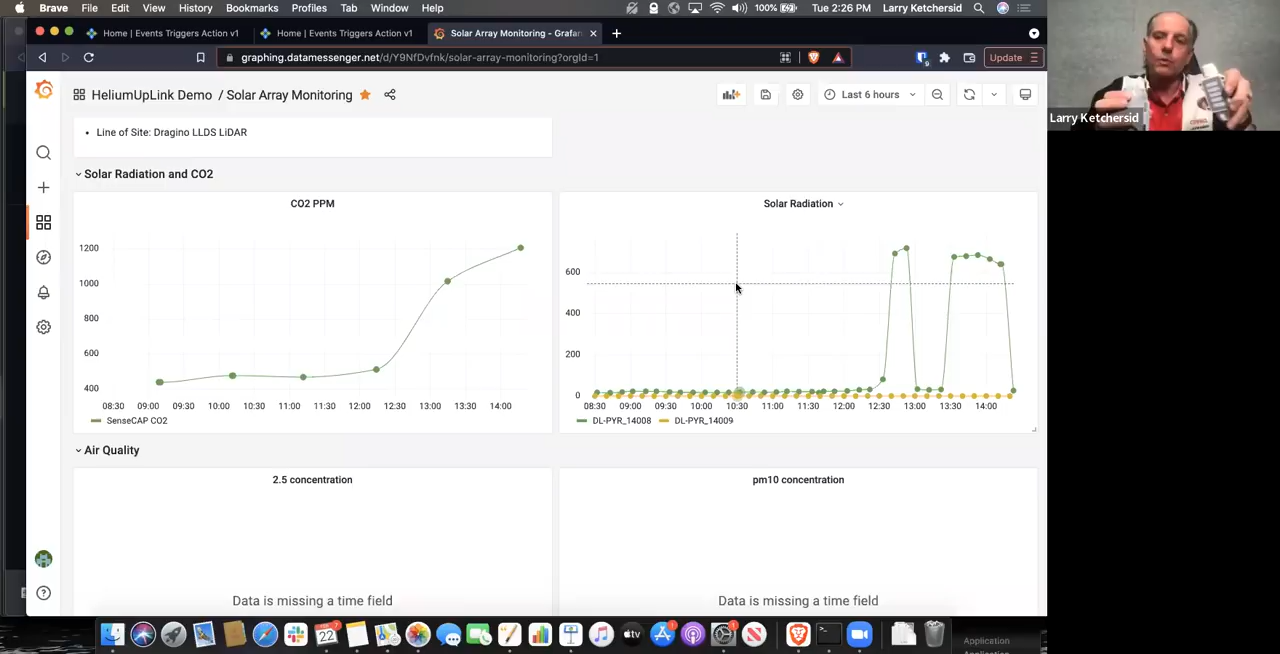 Brave File Edit View History Bookmarks Profiles Tab Window Help 100% Tue 2:26 PM Larry Ketchersid
Home | Events Triggers Action v1 Home | Events Triggers Action v1 Solar Array Monitoring - Grafan
graphing.datamessenger.net/d/Y9NfDvfnk/solar-array-monitoring?orgId=1 9 Update
HeliumUpLink Demo / Solar Array Monitoring Last 6 hours
Larry Ketchersid
• Line of Site: Dragino LLDS LiDAR
Solar Radiation and CO2
CO2 PPM
1200
1000
800
600
400
08:30 09:00 09:30 10:00 10:30 11:00 11:30 12:00 12:30 13:00 13:30 14:00
SenseCAP CO2
Solar Radiation
600
400
200
0
08:30 09:00 09:30 10:00 10:30 11:00 11:30 12:00 12:30 13:00 13:30 14:00
DL-PYR_14008 DL-PYR_14009
Air Quality
2.5 concentration
Data is missing a time field
pm10 concentration
Data is missing a time field
22
tv
Application